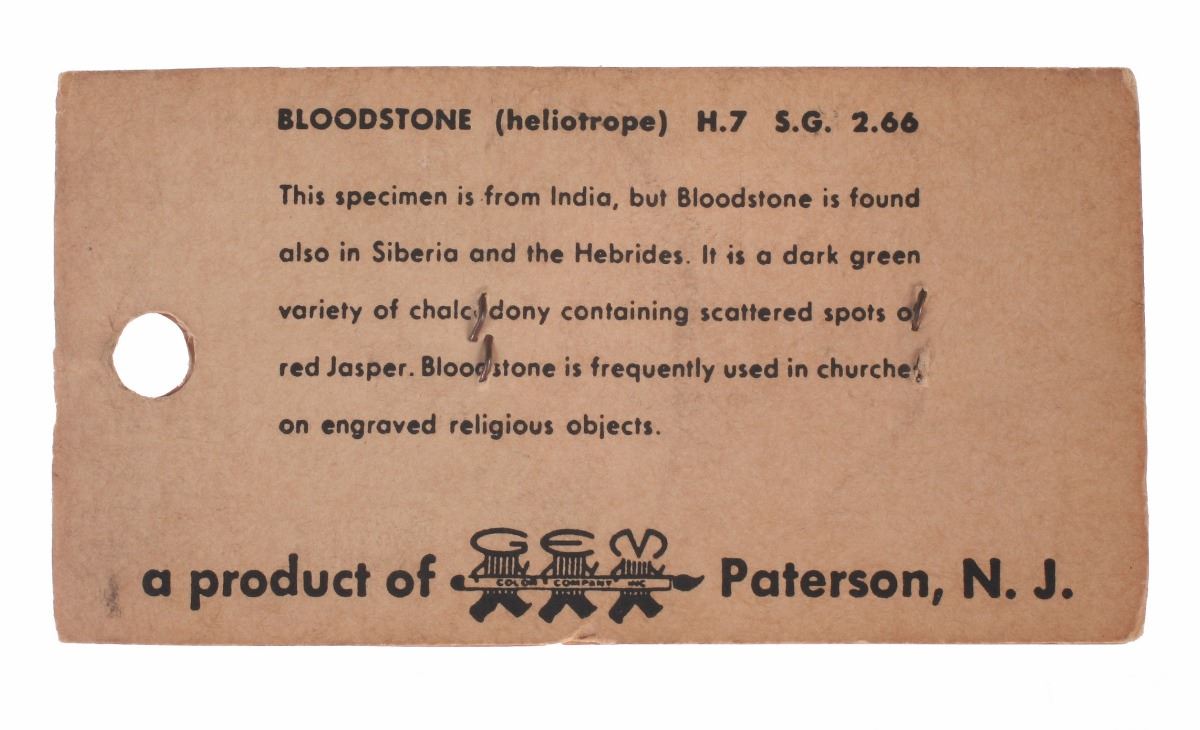 BLOODSTONE (heliotrope) H.7 S.G. 2.66
This specimen is from India, but Bloodstone is found
also in Siberia and the Hebrides. It is a dark green
variety of chalcydony containing scattered spots of
red Jasper. Bloodstone is frequently used in churches
on engraved religious objects.
a product of GEM COLOR COMPANY INC Paterson, N. J.